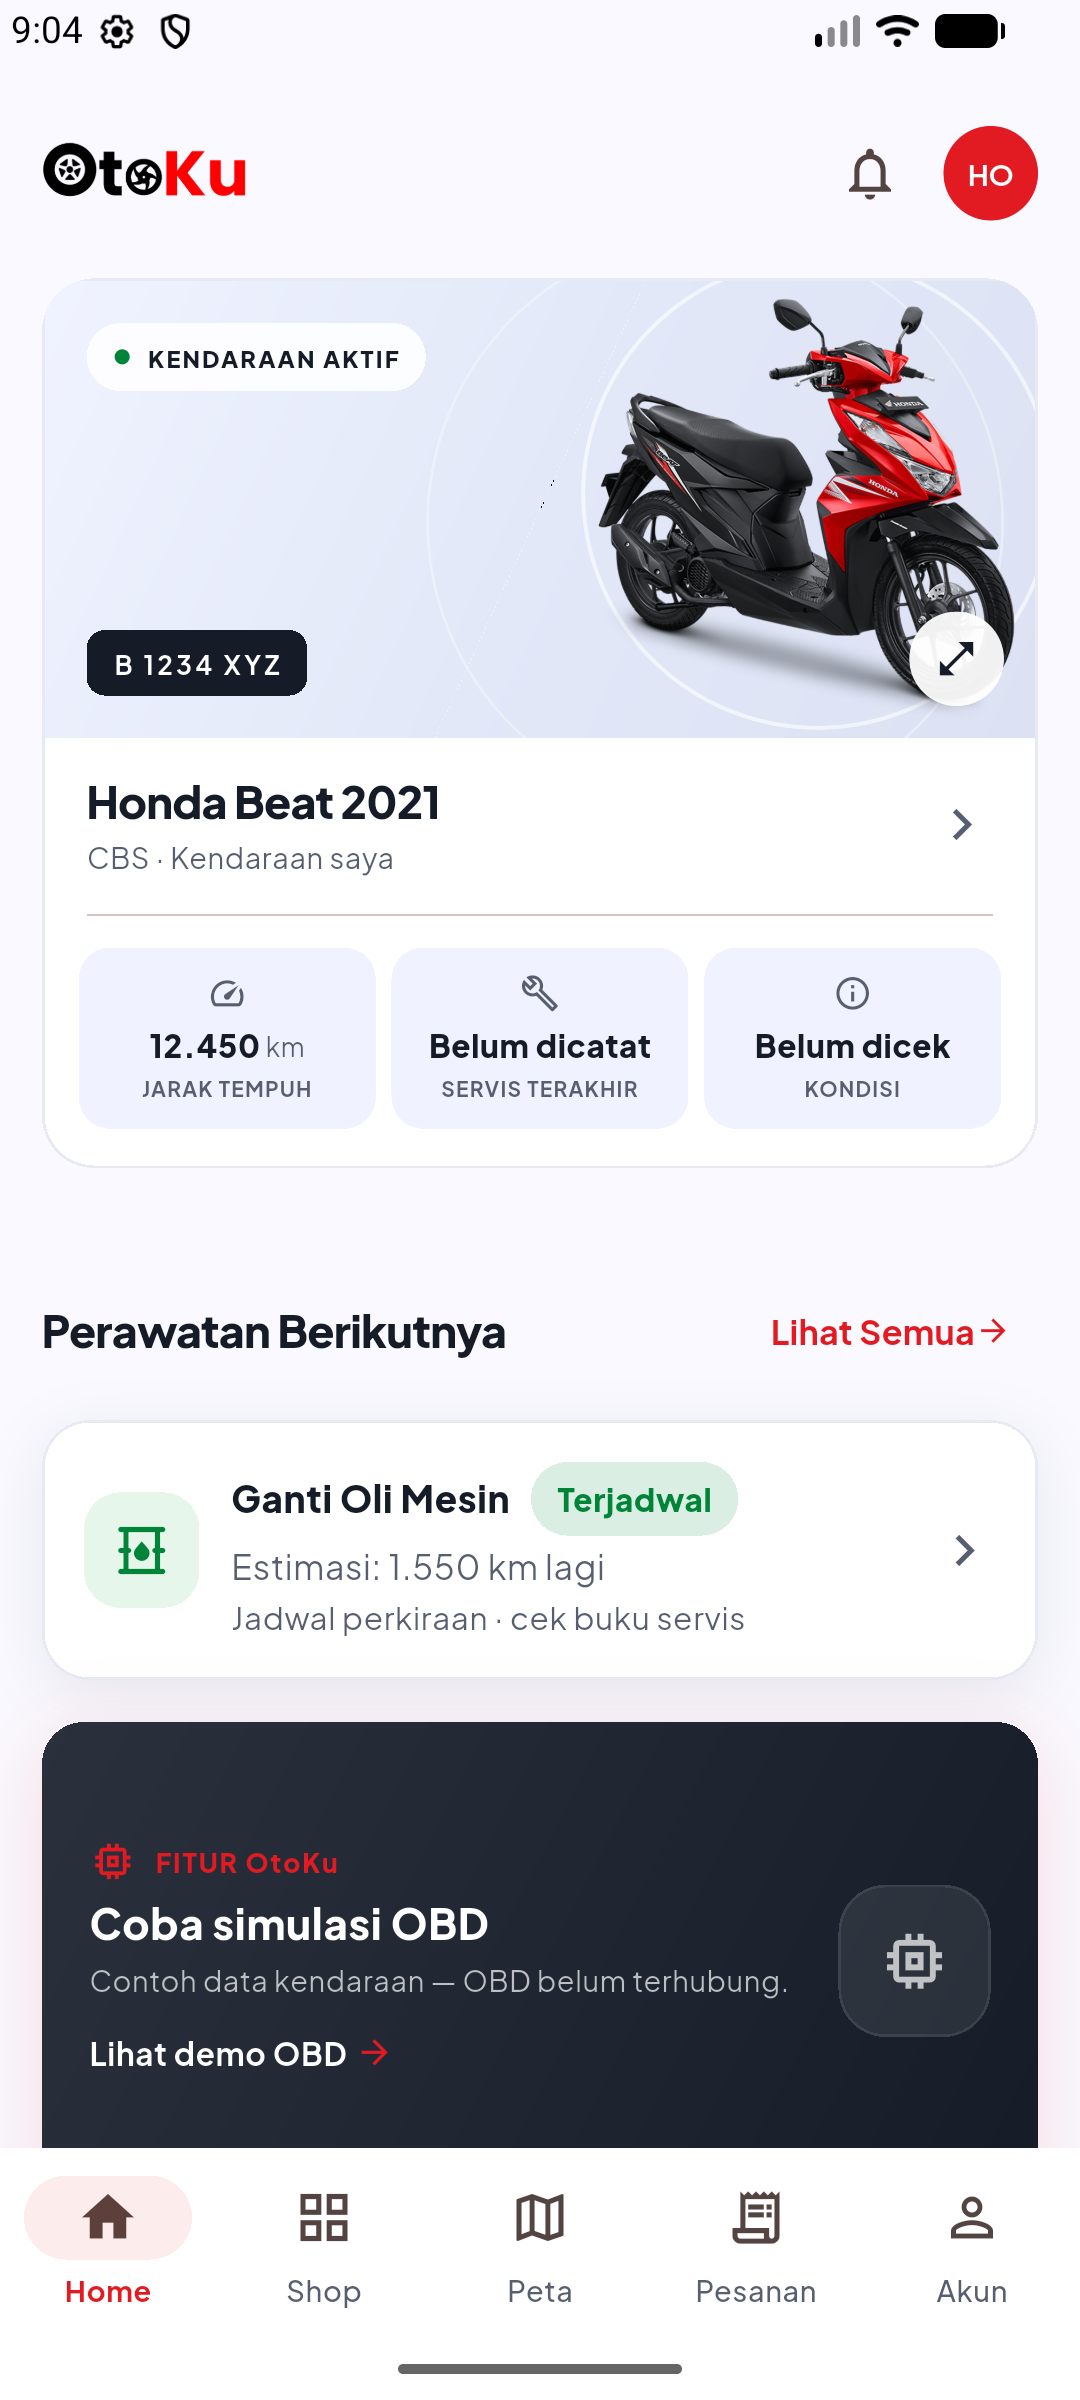 9:04
OtoKu
HO
KENDARAAN AKTIF
HONDA
HONDA
B 1234 XYZ
Honda Beat 2021
CBS · Kendaraan saya
12.450 km
JARAK TEMPUH
Belum dicatat
SERVIS TERAKHIR
Belum dicek
KONDISI
Perawatan Berikutnya
Lihat Semua
Ganti Oli Mesin
Terjadwal
Estimasi: 1.550 km lagi
Jadwal perkiraan · cek buku servis
FITUR OtoKu
Coba simulasi OBD
Contoh data kendaraan — OBD belum terhubung.
Lihat demo OBD
Home
Shop
Peta
Pesanan
Akun